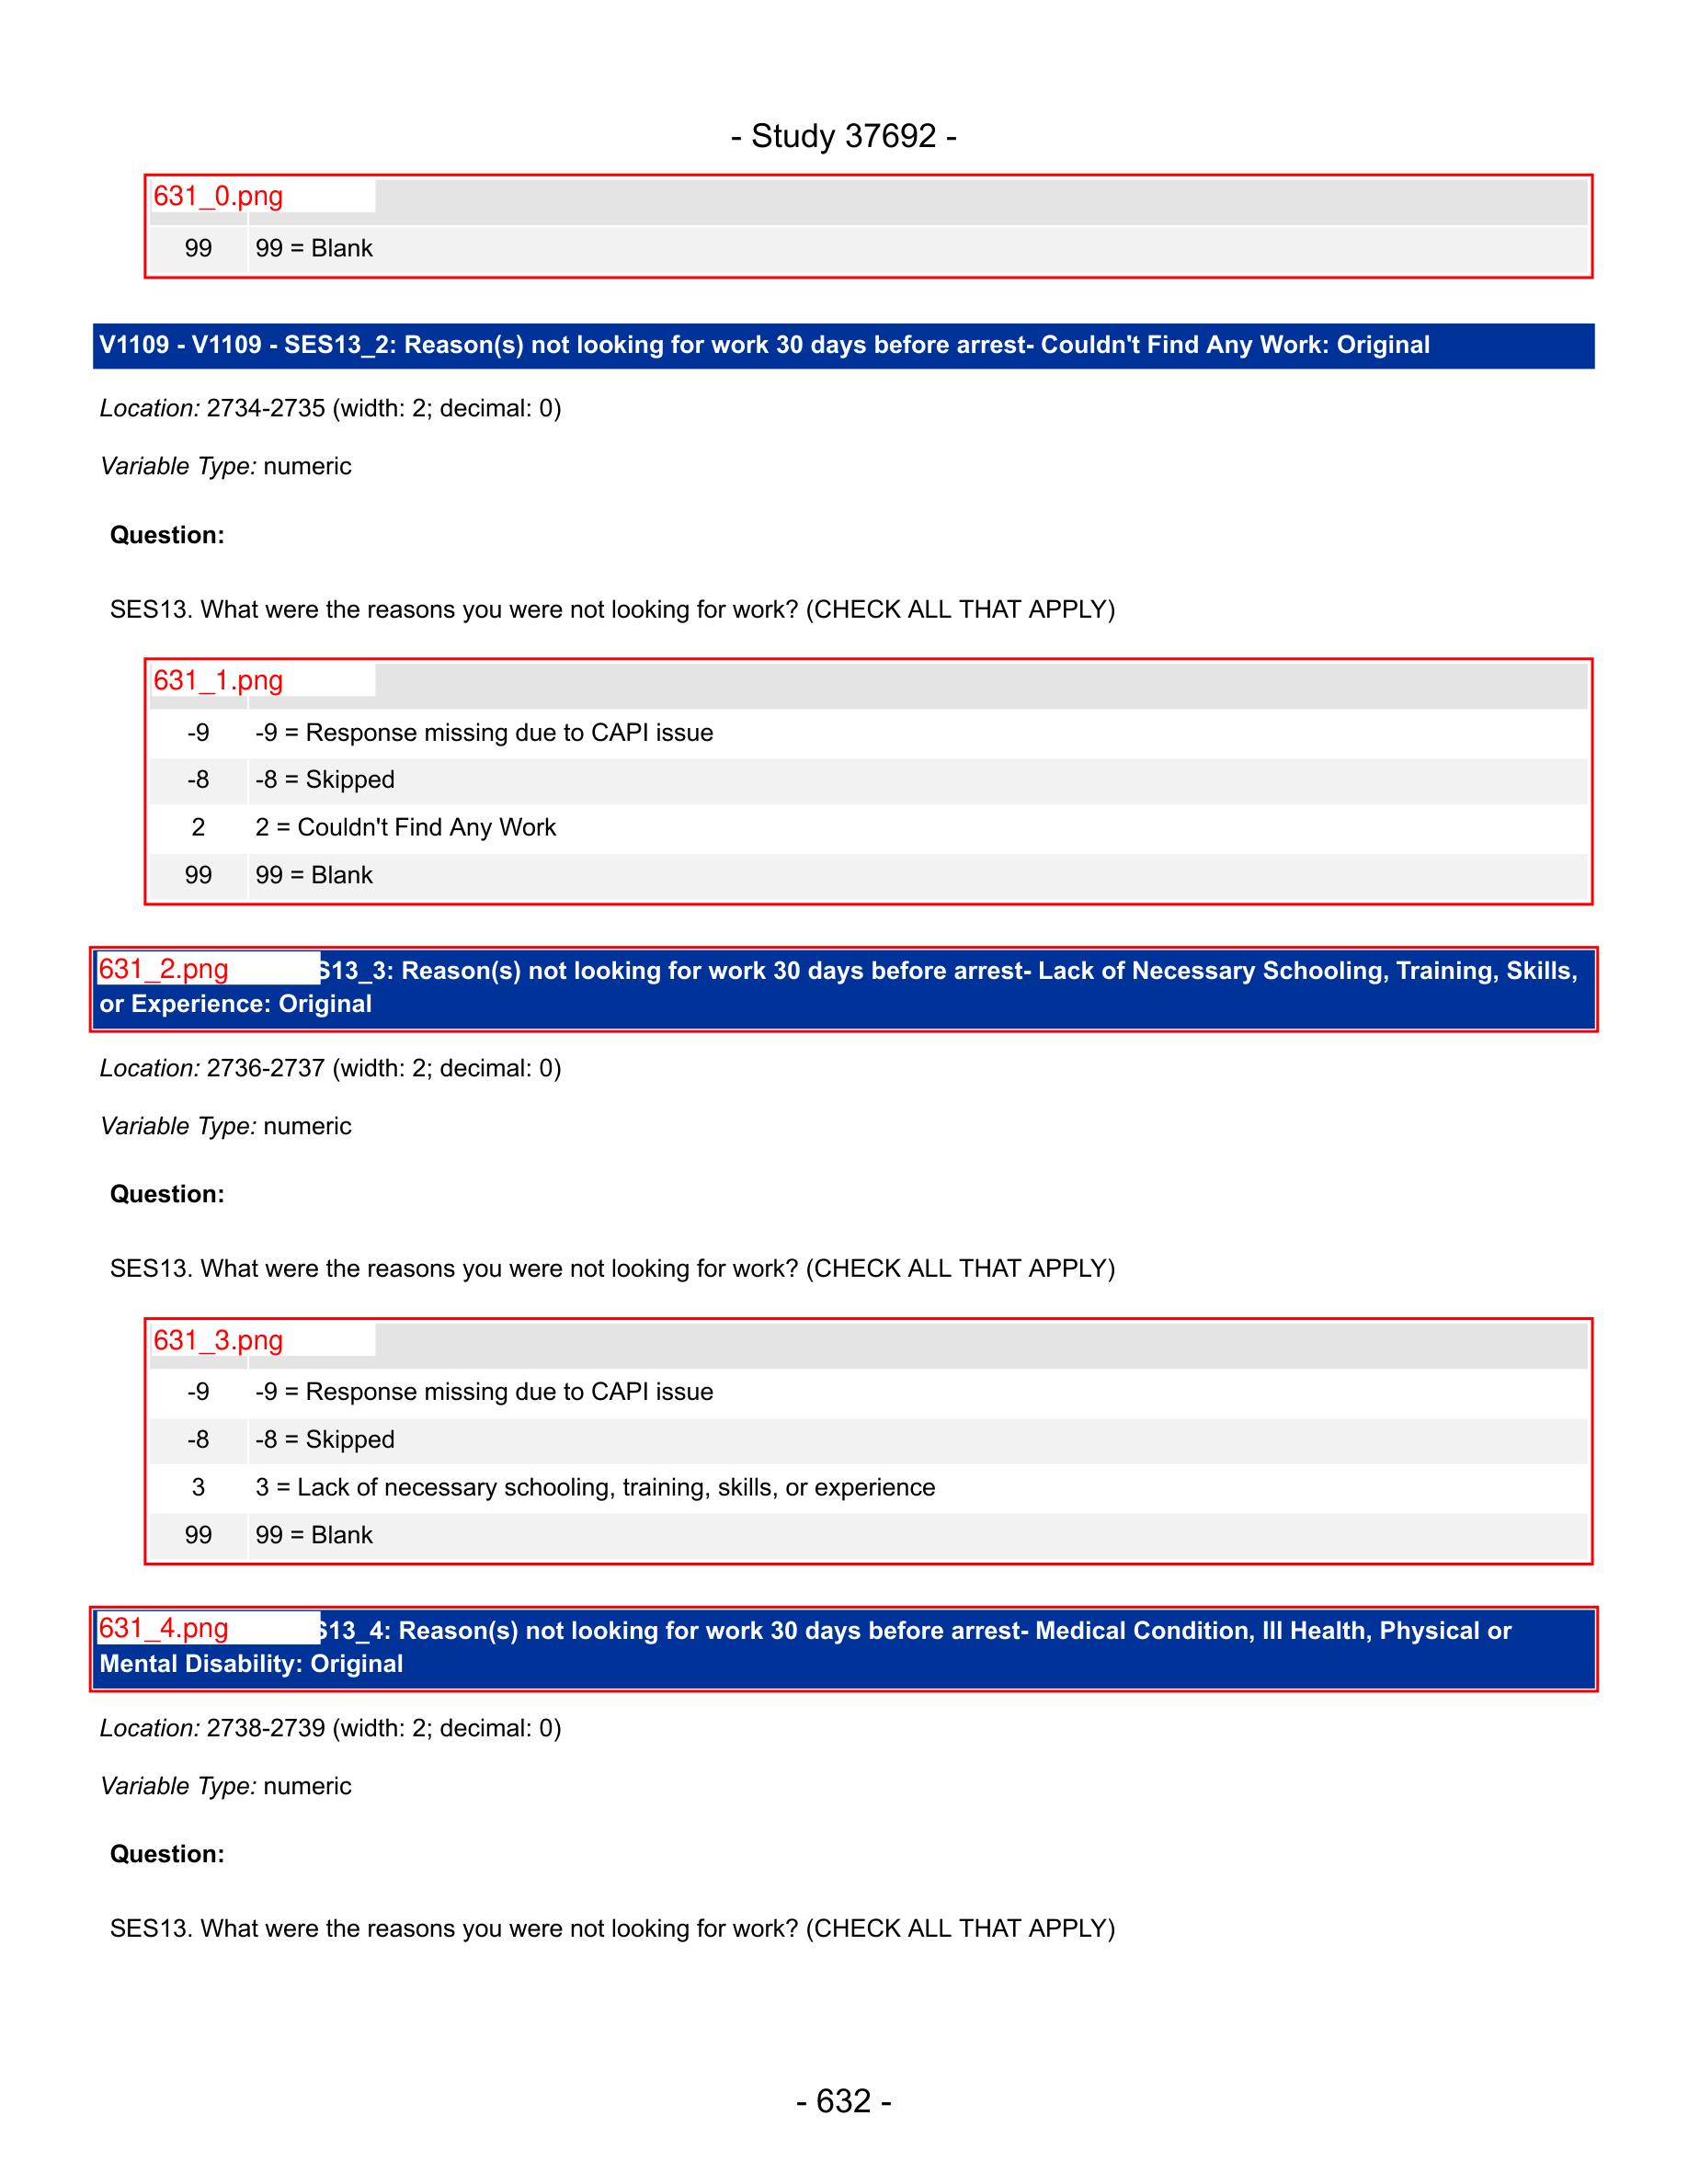 - Study 37692 -
631_0.png
99 99 = Blank
V1109 - V1109 - SES13_2: Reason(s) not looking for work 30 days before arrest- Couldn't Find Any Work: Original
Location: 2734-2735 (width: 2; decimal: 0)
Variable Type: numeric
Question:
SES13. What were the reasons you were not looking for work? (CHECK ALL THAT APPLY)
631_1.png
-9 -9 = Response missing due to CAPI issue
-8 -8 = Skipped
2 2 = Couldn't Find Any Work
99 99 = Blank
631_2.png S13_3: Reason(s) not looking for work 30 days before arrest- Lack of Necessary Schooling, Training, Skills,
or Experience: Original
Location: 2736-2737 (width: 2; decimal: 0)
Variable Type: numeric
Question:
SES13. What were the reasons you were not looking for work? (CHECK ALL THAT APPLY)
631_3.png
-9 -9 = Response missing due to CAPI issue
-8 -8 = Skipped
3 3 = Lack of necessary schooling, training, skills, or experience
99 99 = Blank
631_4.png S13_4: Reason(s) not looking for work 30 days before arrest- Medical Condition, Ill Health, Physical or
Mental Disability: Original
Location: 2738-2739 (width: 2; decimal: 0)
Variable Type: numeric
Question:
SES13. What were the reasons you were not looking for work? (CHECK ALL THAT APPLY)
- 632 -